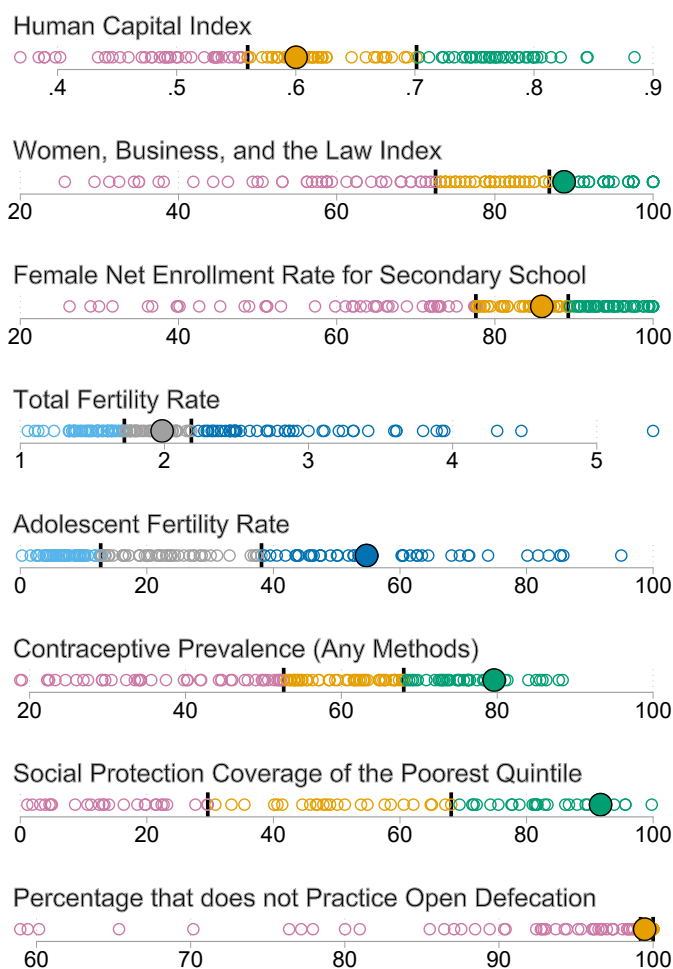 Human Capital Index
.4 .5 .6 .7 .8 .9
Women, Business, and the Law Index
20 40 60 80 100
Female Net Enrollment Rate for Secondary School
20 40 60 80 100
Total Fertility Rate
1 2 3 4 5
Adolescent Fertility Rate
0 20 40 60 80 100
Contraceptive Prevalence (Any Methods)
20 40 60 80 100
Social Protection Coverage of the Poorest Quintile
0 20 40 60 80 100
Percentage that does not Practice Open Defecation
60 70 80 90 100